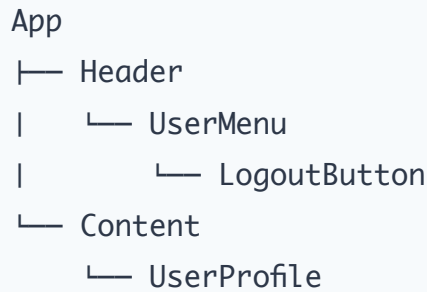 App
├── Header
│   └── UserMenu
│       └── LogoutButton
└── Content
    └── UserProfile